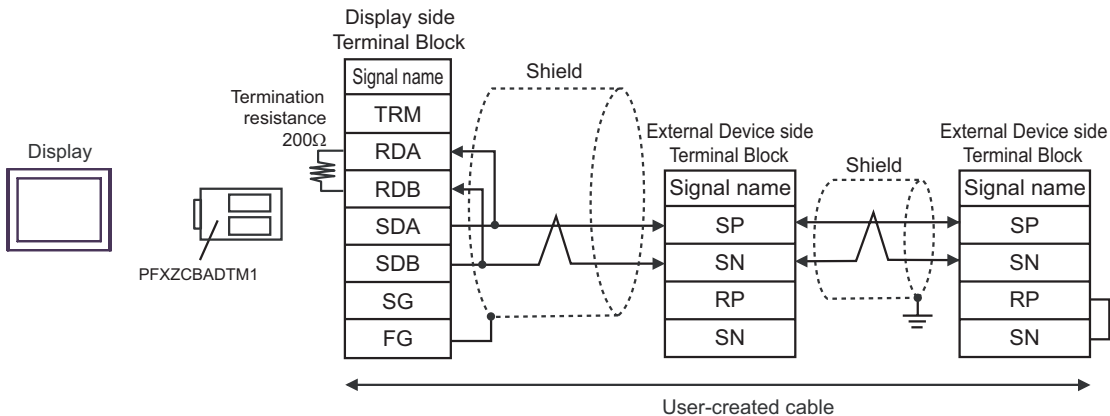 Display side
Terminal Block
Signal name
TRM
RDA
RDB
SDA
SDB
SG
FG
Termination
resistance
200Ω
Shield
Display
PFXZCBADTM1
External Device side
Terminal Block
Signal name
SP
SN
RP
SN
Shield
External Device side
Terminal Block
Signal name
SP
SN
RP
SN
User-created cable